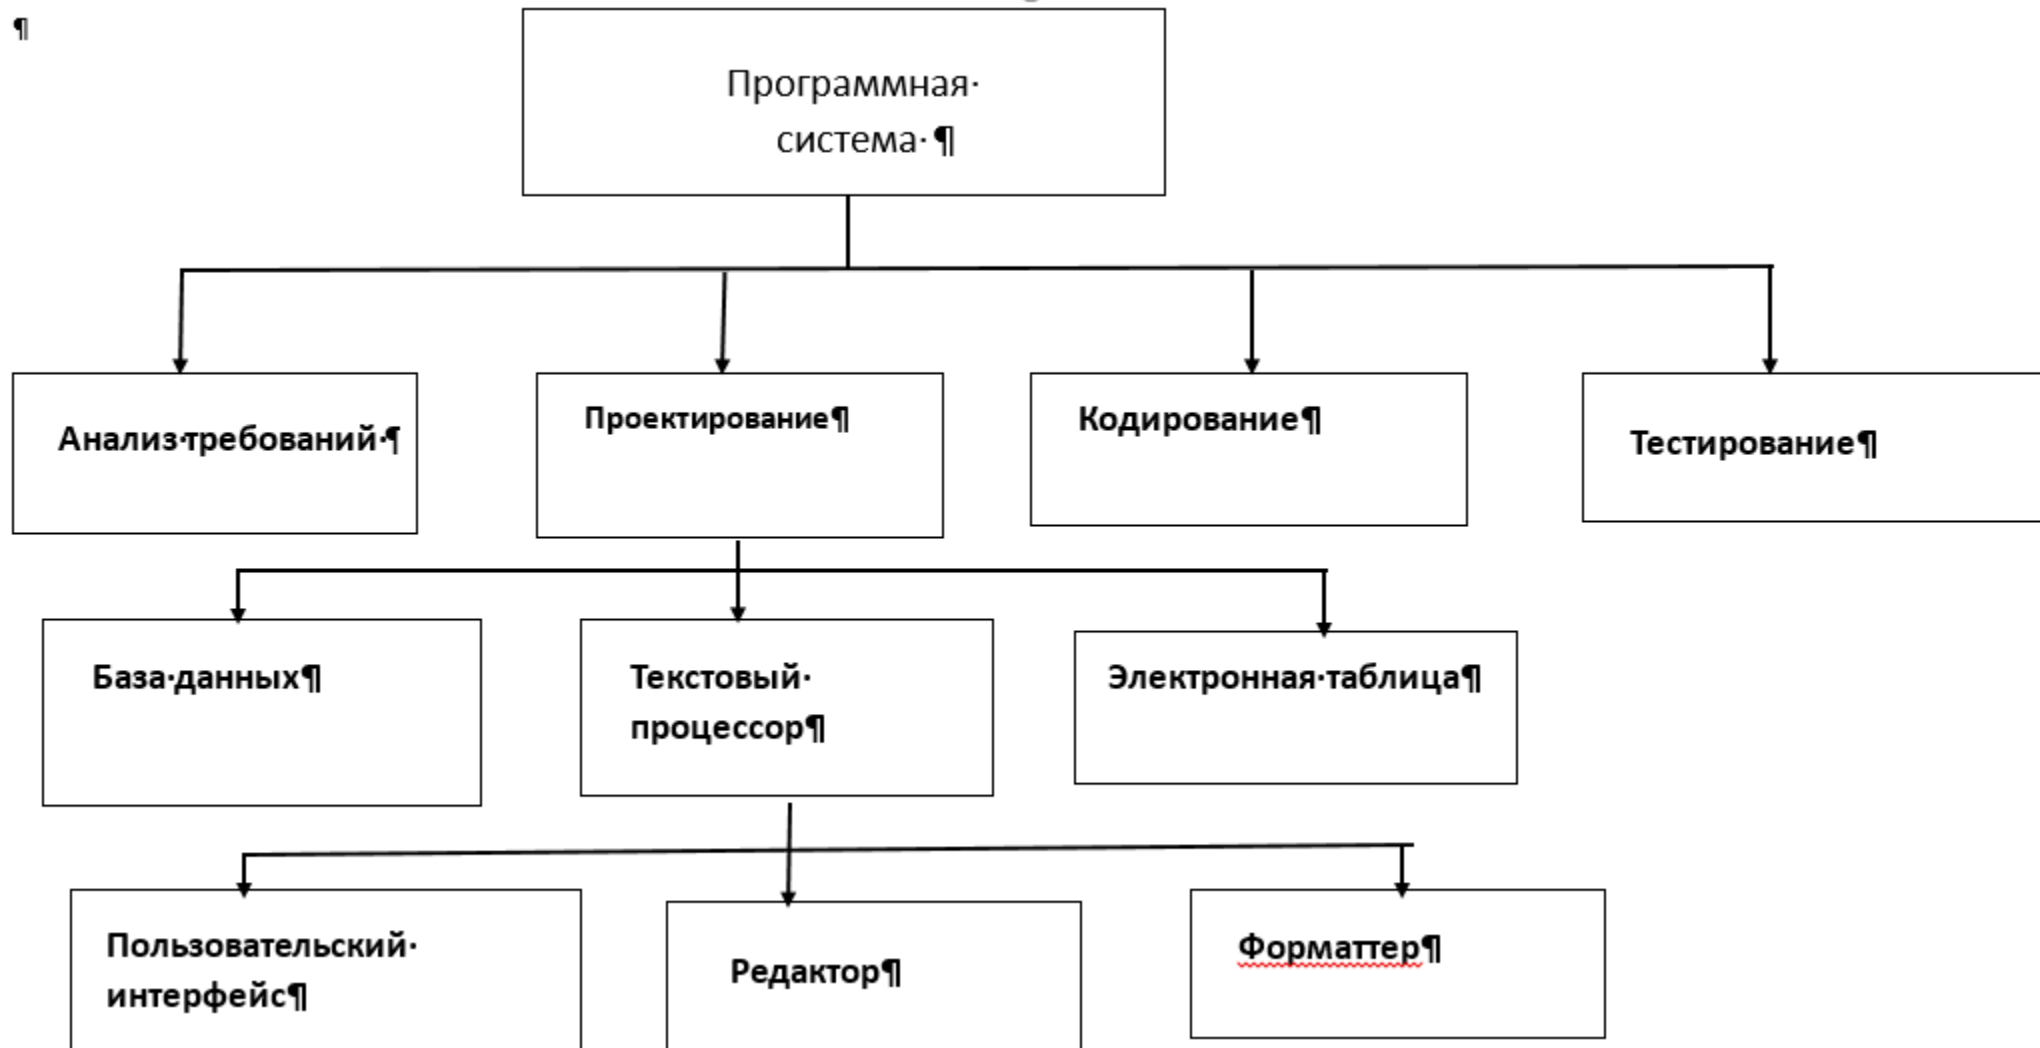 ¶
Программная·
система·¶
Анализ·требований·¶
Проектирование¶
Кодирование¶
Тестирование¶
База·данных¶
Текстовый·
процессор¶
Электронная·таблица¶
Пользовательский·
интерфейс¶
Редактор¶
Форматтер¶